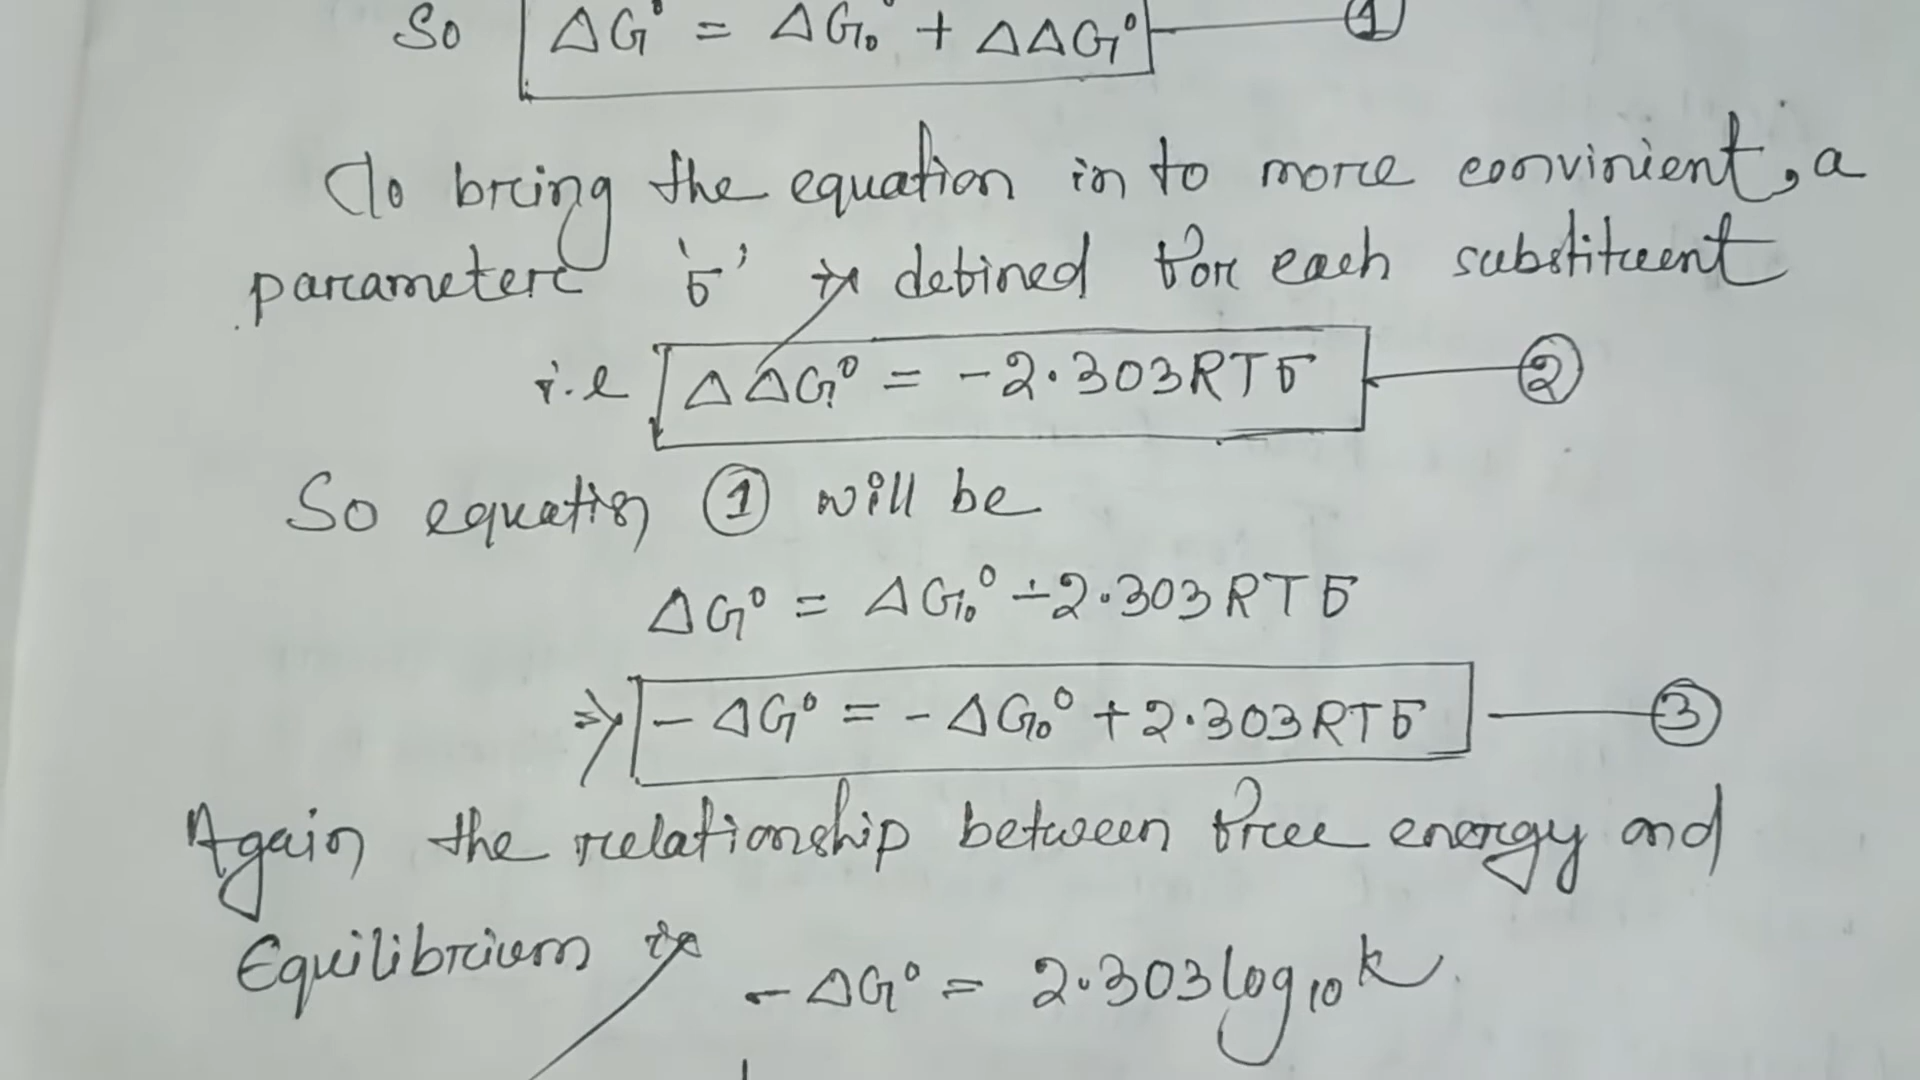 So ΔG° = ΔG₀° + ΔΔG° ①
To bring the equation in to more convinient, a
parameter 'σ' is defined for each substituent
i.e ΔΔG° = -2.303RTσ ②
So equation ① will be
ΔG° = ΔG₀° -2.303RTσ
⇒ - ΔG° = - ΔG₀° + 2.303RTσ ③
Again the relationship between free energy and
Equilibrium is
- ΔG° = 2.303log₁₀k